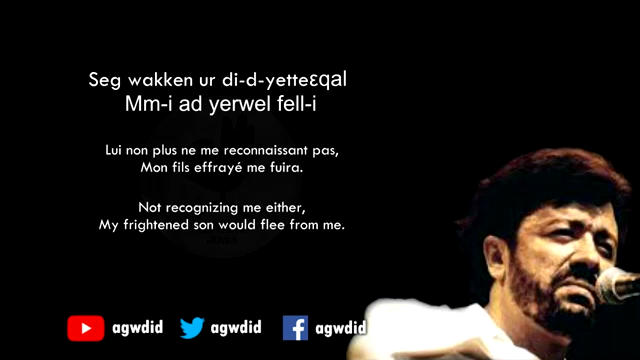 Seg wakken ur di-d-yetteɛqal
Mm-i ad yerwel fell-i
Lui non plus ne me reconnaissant pas,
Mon fils effrayé me fuira.
Not recognizing me either,
My frightened son would flee from me.
agwdid agwdid agwdid